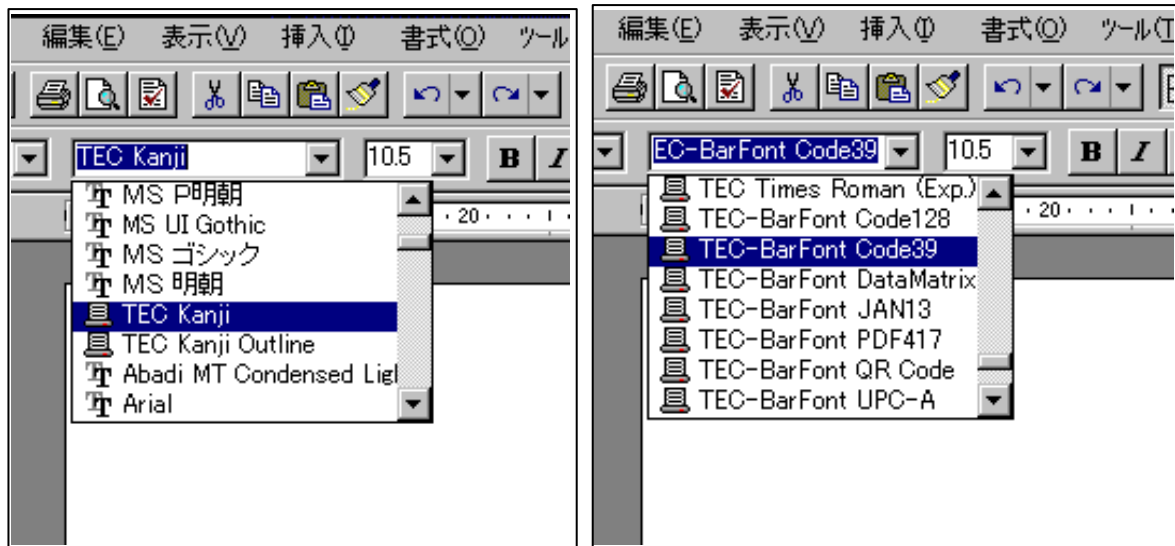 編集(E) 表示(V) 挿入(I) 書式(O) ツール
TEC Kanji 10.5 B I
MS P明朝
MS UI Gothic
MS ゴシック
MS 明朝
TEC Kanji
TEC Kanji Outline
Abadi MT Condensed Ligl
Arial
20
編集(E) 表示(V) 挿入(I) 書式(O) ツール(T
EC-BarFont Code39 10.5 B I
TEC Times Roman (Exp.)
TEC-BarFont Code128
TEC-BarFont Code39
TEC-BarFont DataMatrix
TEC-BarFont JAN13
TEC-BarFont PDF417
TEC-BarFont QR Code
TEC-BarFont UPC-A
20